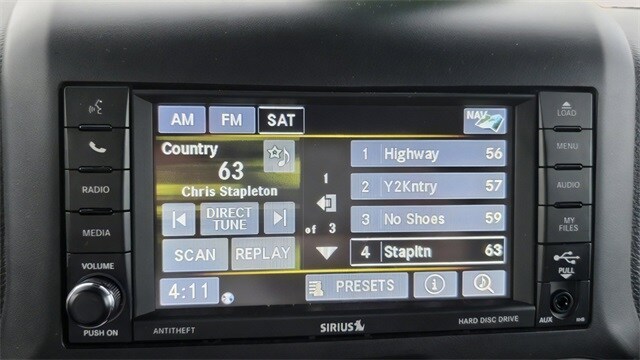 AM FM SAT NAV
LOAD
Country
63
Chris Stapleton
1 Highway 56
MENU
1
2 Y2Kntry 57
RADIO
AUDIO
DIRECT TUNE
of 3
3 No Shoes 59
MEDIA
MY FILES
SCAN REPLAY
4 Stapltn 63
PULL
VOLUME
4:11
PRESETS
PUSH ON
ANTITHEFT
SIRIUS
HARD DISC DRIVE
AUX